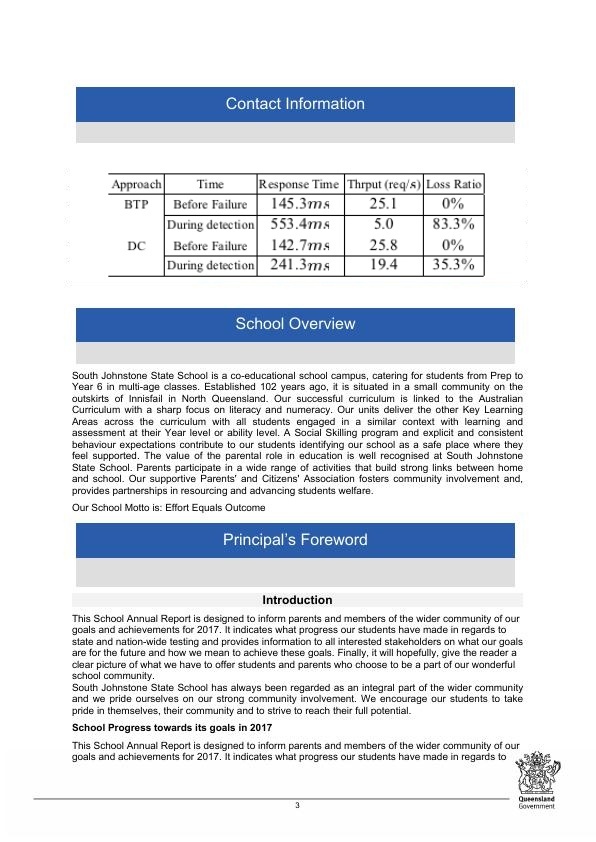 Contact Information
Approach Time Response Time Thrput (req/s) Loss Ratio
BTP Before Failure 145.3ms 25.1 0%
During detection 553.4ms 5.0 83.3%
DC Before Failure 142.7ms 25.8 0%
During detection 241.3ms 19.4 35.3%
School Overview
South Johnstone State School is a co-educational school campus, catering for students from Prep to
Year 6 in multi-age classes. Established 102 years ago, it is situated in a small community on the
outskirts of Innisfail in North Queensland. Our successful curriculum is linked to the Australian
Curriculum with a sharp focus on literacy and numeracy. Our units deliver the other Key Learning
Areas across the curriculum with all students engaged in a similar context with learning and
assessment at their Year level or ability level. A Social Skilling program and explicit and consistent
behaviour expectations contribute to our students identifying our school as a safe place where they
feel supported. The value of the parental role in education is well recognised at South Johnstone
State School. Parents participate in a wide range of activities that build strong links between home
and school. Our supportive Parents' and Citizens' Association fosters community involvement and,
provides partnerships in resourcing and advancing students welfare.
Our School Motto is: Effort Equals Outcome
Principal's Foreword
Introduction
This School Annual Report is designed to inform parents and members of the wider community of our
goals and achievements for 2017. It indicates what progress our students have made in regards to
state and nation-wide testing and provides information to all interested stakeholders on what our goals
are for the future and how we mean to achieve these goals. Finally, it will hopefully, give the reader a
clear picture of what we have to offer students and parents who choose to be a part of our wonderful
school community.
South Johnstone State School has always been regarded as an integral part of the wider community
and we pride ourselves on our strong community involvement. We encourage our students to take
pride in themselves, their community and to strive to reach their full potential.
School Progress towards its goals in 2017
This School Annual Report is designed to inform parents and members of the wider community of our
goals and achievements for 2017. It indicates what progress our students have made in regards to
Queensland
Government
3